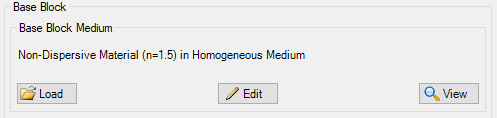 Base Block
Base Block Medium
Non-Dispersive Material (n=1.5) in Homogeneous Medium
Load
Edit
View